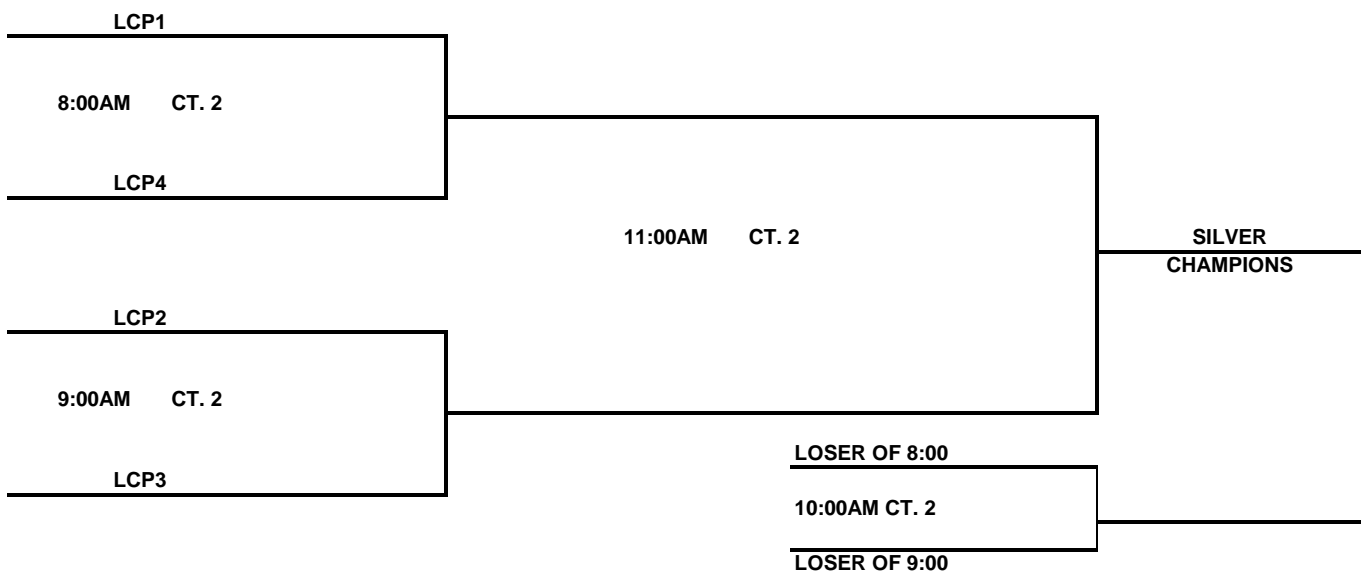 LCP1
8:00AM CT. 2
LCP4
11:00AM CT. 2
SILVER
CHAMPIONS
LCP2
9:00AM CT. 2
LCP3
LOSER OF 8:00
10:00AM CT. 2
LOSER OF 9:00